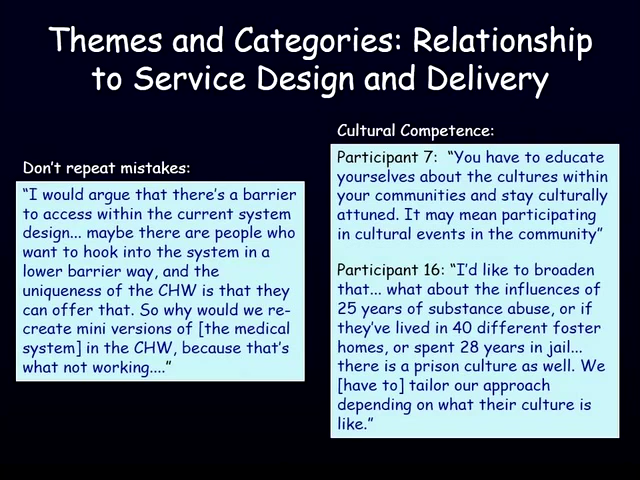 Themes and Categories: Relationship
to Service Design and Delivery
Don't repeat mistakes:
“I would argue that there's a barrier
to access within the current system
design... maybe there are people who
want to hook into the system in a
lower barrier way, and the
uniqueness of the CHW is that they
can offer that. So why would we re-
create mini versions of [the medical
system] in the CHW, because that's
what not working....”
Cultural Competence:
Participant 7:  “You have to educate
yourselves about the cultures within
your communities and stay culturally
attuned. It may mean participating
in cultural events in the community”
Participant 16: “I'd like to broaden
that... what about the influences of
25 years of substance abuse, or if
they've lived in 40 different foster
homes, or spent 28 years in jail...
there is a prison culture as well. We
[have to] tailor our approach
depending on what their culture is
like.”